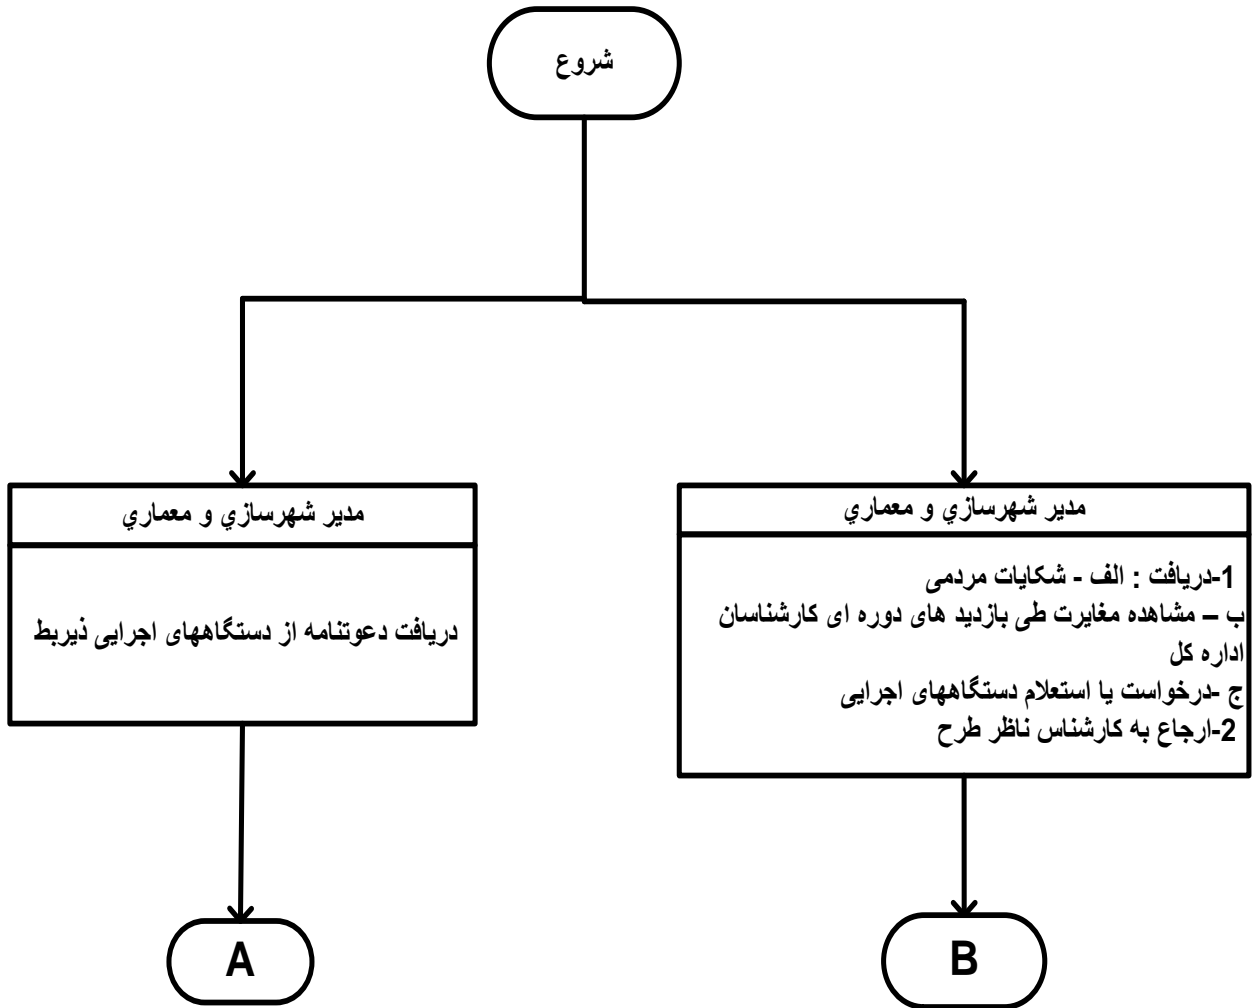 شروع
مدير شهرسازي و معماري
1-دریافت : الف - شکایات مردمی
ب – مشاهده مغایرت طی بازدید های دوره ای کارشناسان
اداره کل
ج -درخواست یا استعلام دستگاههای اجرایی
2-ارجاع به کارشناس ناظر طرح
B
مدير شهرسازي و معماري
دریافت دعوتنامه از دستگاههای اجرایی ذیربط
A